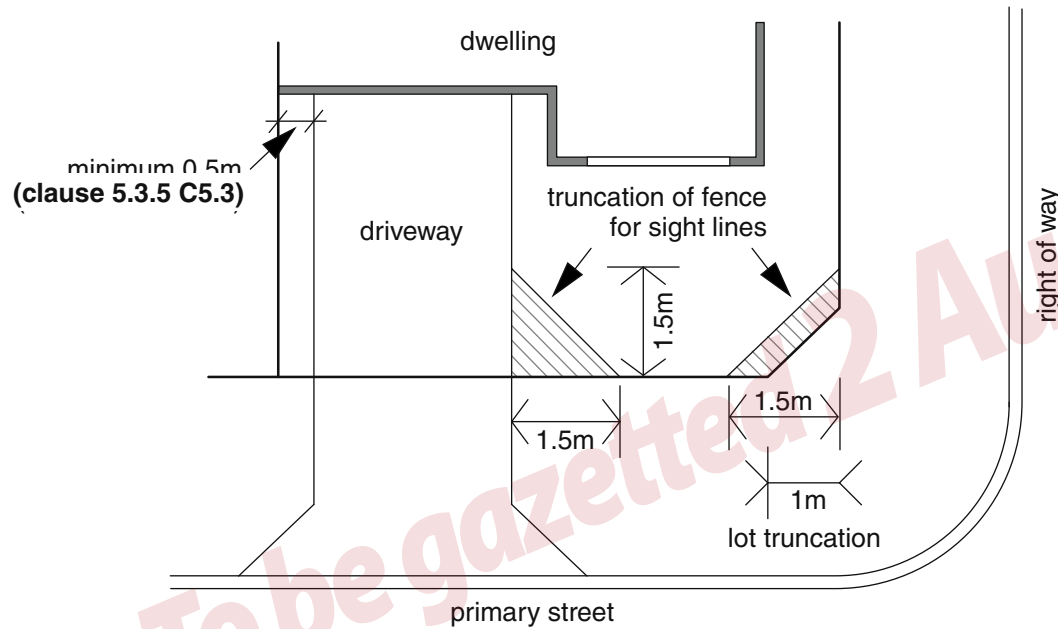 dwelling
minimum 0.5m
(clause 5.3.5 C5.3)
truncation of fence
for sight lines
driveway
right of way
1.5m
1.5m
1.5m
1m
lot truncation
primary street
To be gazetted 2 Au